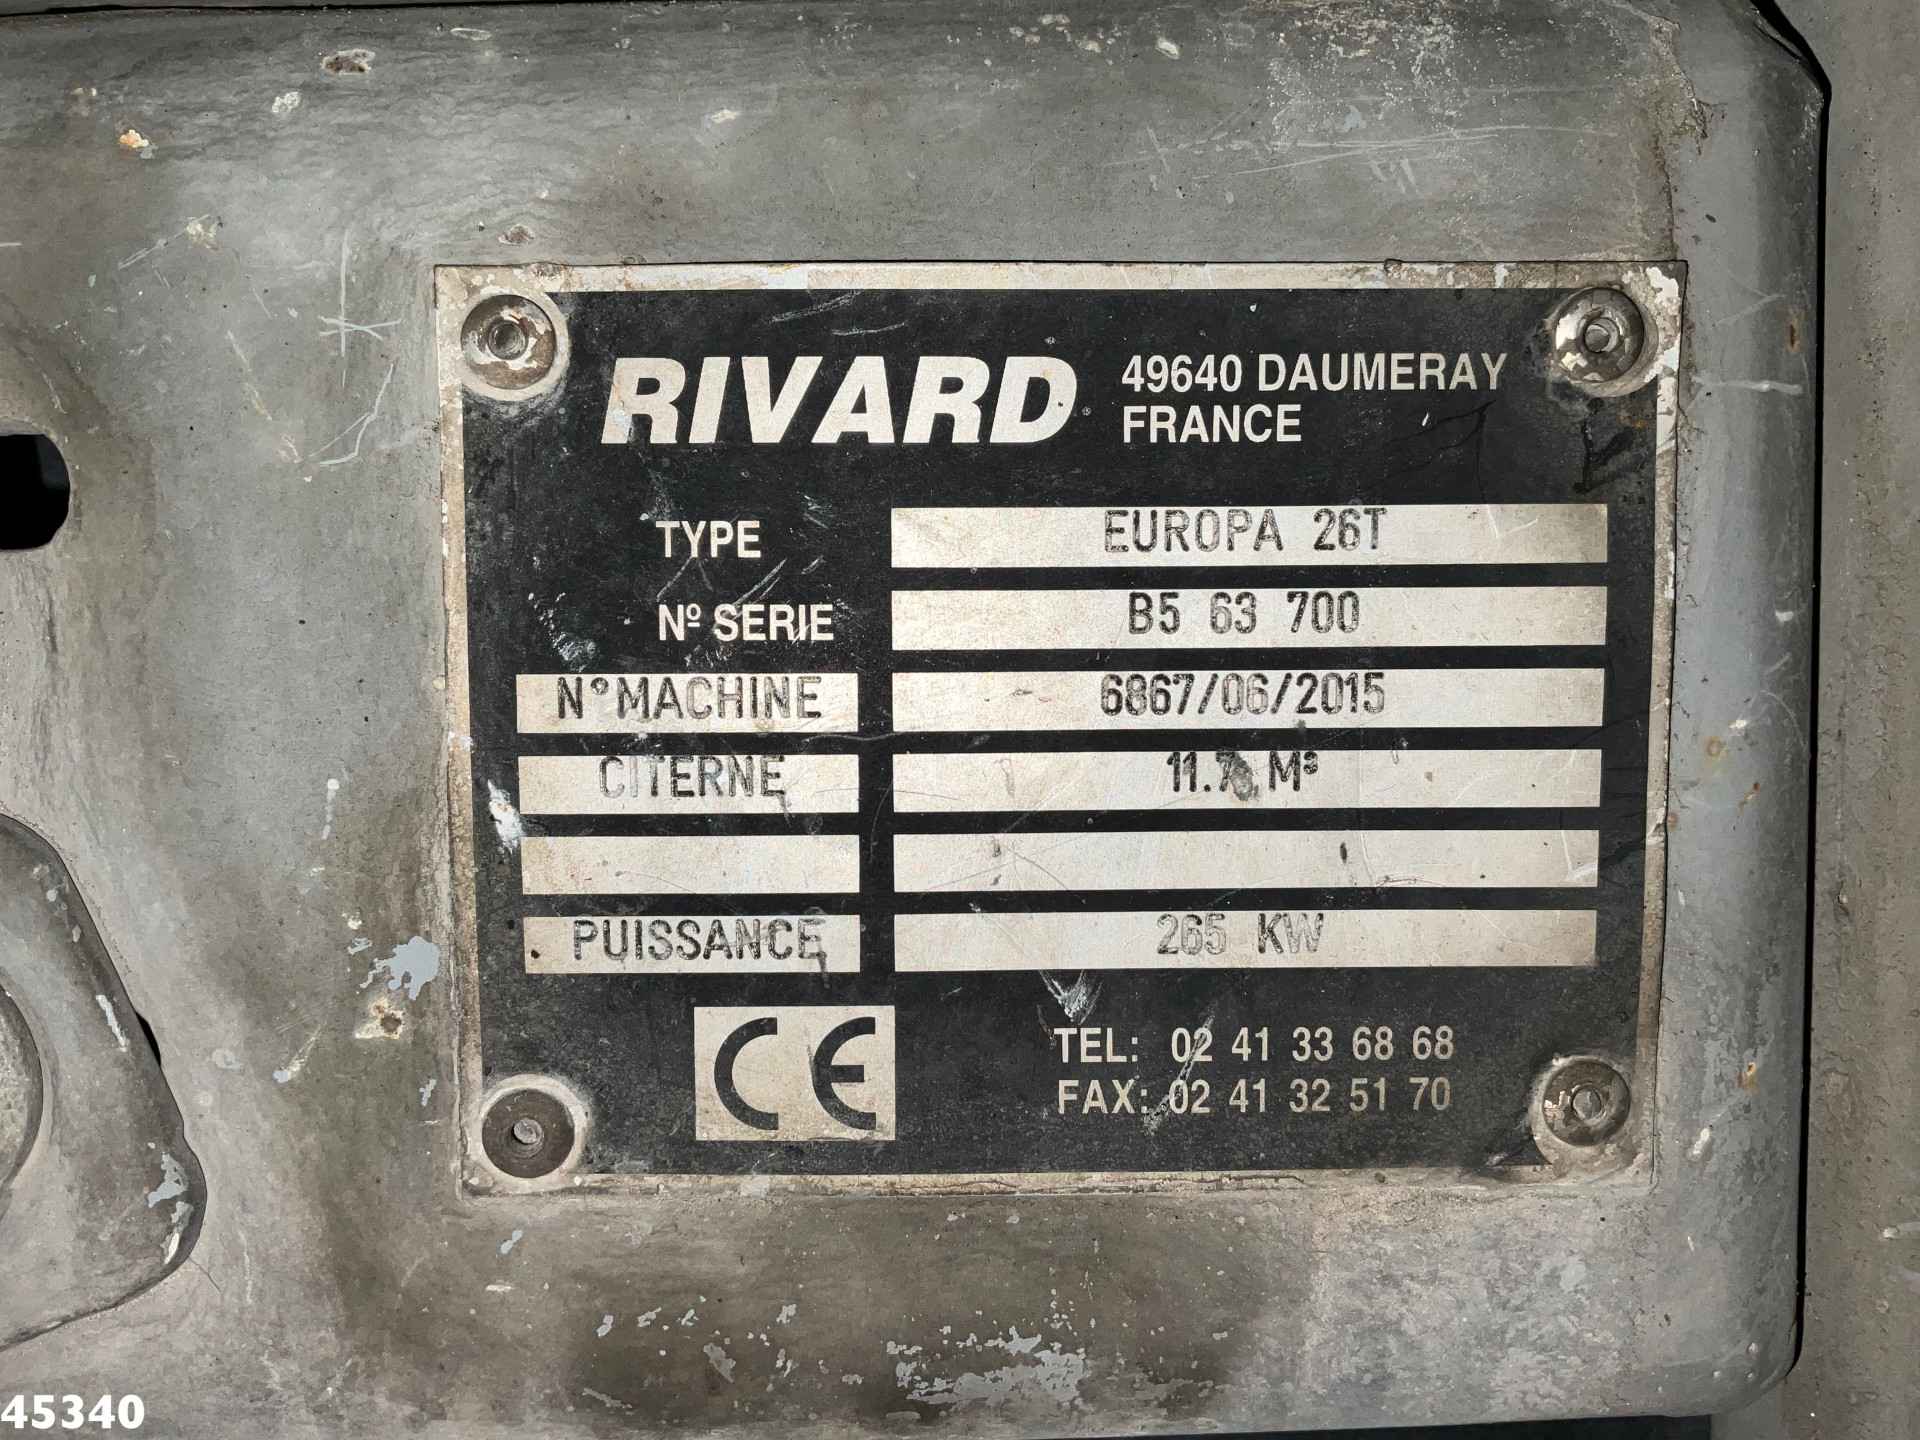 RIVARD
49640 DAUMERAY
FRANCE
TYPE EUROPA 26T
Nº SERIE B5 63 700
N°MACHINE 6867/06/2015
CITERNE M³
PUISSANCE 265 KW
CE
TEL: 02 41 33 68 68
FAX: 02 41 32 51 70
45340